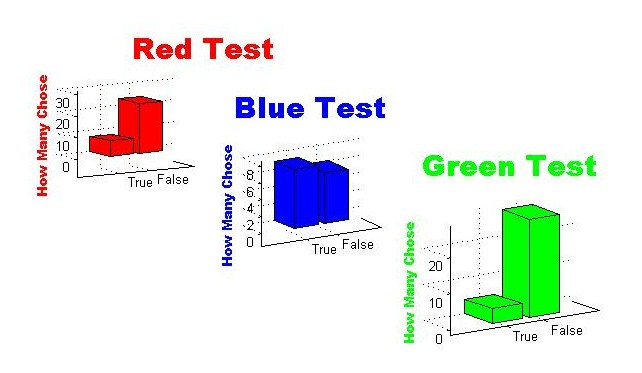 Red Test
How Many Chose
30
20
10
0
True False
Blue Test
How Many Chose
8
6
4
2
0
True False
Green Test
How Many Chose
20
10
0
True False